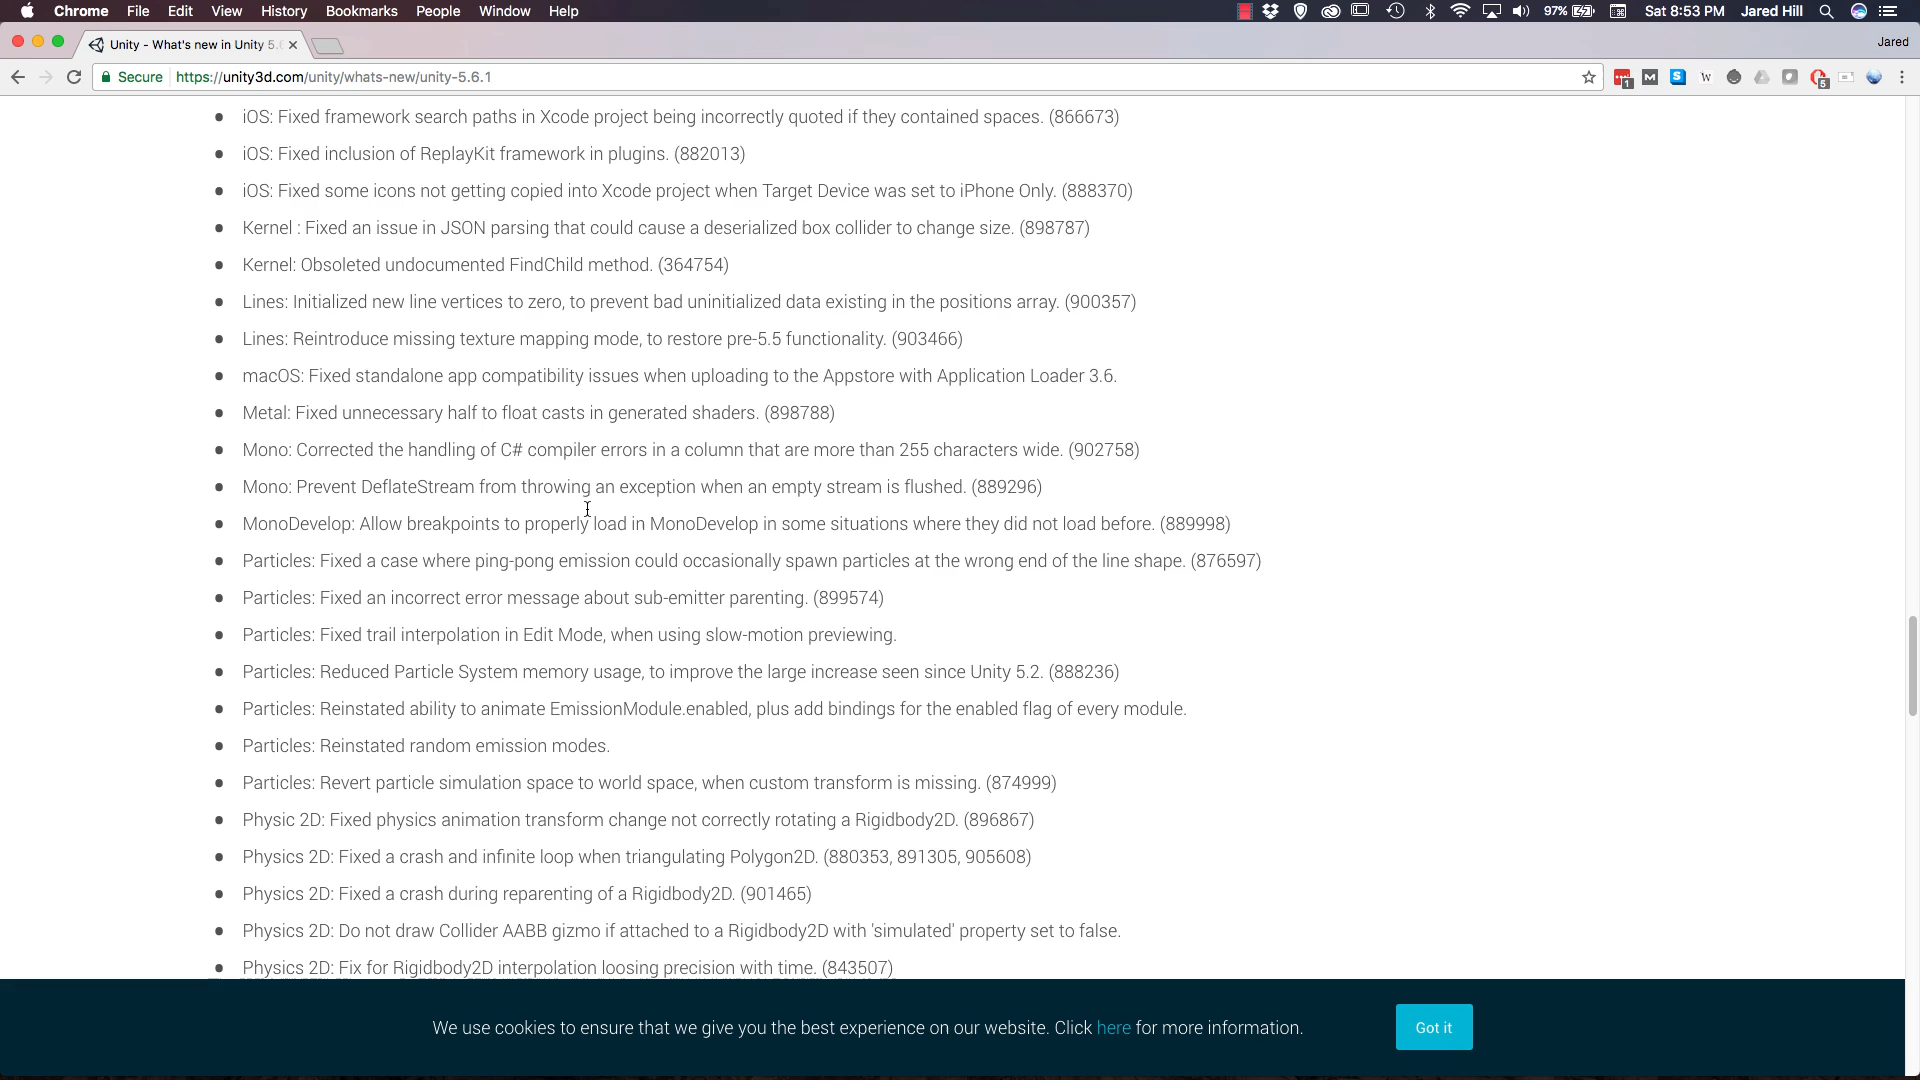 Chrome File Edit View History Bookmarks People Window Help 97% Sat 8:53 PM Jared Hill
Unity - What's new in Unity 5.6 Jared
Secure https://unity3d.com/unity/whats-new/unity-5.6.1 1 M S W 5
iOS: Fixed framework search paths in Xcode project being incorrectly quoted if they contained spaces. (866673)
iOS: Fixed inclusion of ReplayKit framework in plugins. (882013)
iOS: Fixed some icons not getting copied into Xcode project when Target Device was set to iPhone Only. (888370)
Kernel : Fixed an issue in JSON parsing that could cause a deserialized box collider to change size. (898787)
Kernel: Obsoleted undocumented FindChild method. (364754)
Lines: Initialized new line vertices to zero, to prevent bad uninitialized data existing in the positions array. (900357)
Lines: Reintroduce missing texture mapping mode, to restore pre-5.5 functionality. (903466)
macOS: Fixed standalone app compatibility issues when uploading to the Appstore with Application Loader 3.6.
Metal: Fixed unnecessary half to float casts in generated shaders. (898788)
Mono: Corrected the handling of C# compiler errors in a column that are more than 255 characters wide. (902758)
Mono: Prevent DeflateStream from throwing an exception when an empty stream is flushed. (889296)
MonoDevelop: Allow breakpoints to properly load in MonoDevelop in some situations where they did not load before. (889998)
Particles: Fixed a case where ping-pong emission could occasionally spawn particles at the wrong end of the line shape. (876597)
Particles: Fixed an incorrect error message about sub-emitter parenting. (899574)
Particles: Fixed trail interpolation in Edit Mode, when using slow-motion previewing.
Particles: Reduced Particle System memory usage, to improve the large increase seen since Unity 5.2. (888236)
Particles: Reinstated ability to animate EmissionModule.enabled, plus add bindings for the enabled flag of every module.
Particles: Reinstated random emission modes.
Particles: Revert particle simulation space to world space, when custom transform is missing. (874999)
Physic 2D: Fixed physics animation transform change not correctly rotating a Rigidbody2D. (896867)
Physics 2D: Fixed a crash and infinite loop when triangulating Polygon2D. (880353, 891305, 905608)
Physics 2D: Fixed a crash during reparenting of a Rigidbody2D. (901465)
Physics 2D: Do not draw Collider AABB gizmo if attached to a Rigidbody2D with 'simulated' property set to false.
Physics 2D: Fix for Rigidbody2D interpolation loosing precision with time. (843507)
We use cookies to ensure that we give you the best experience on our website. Click here for more information. Got it